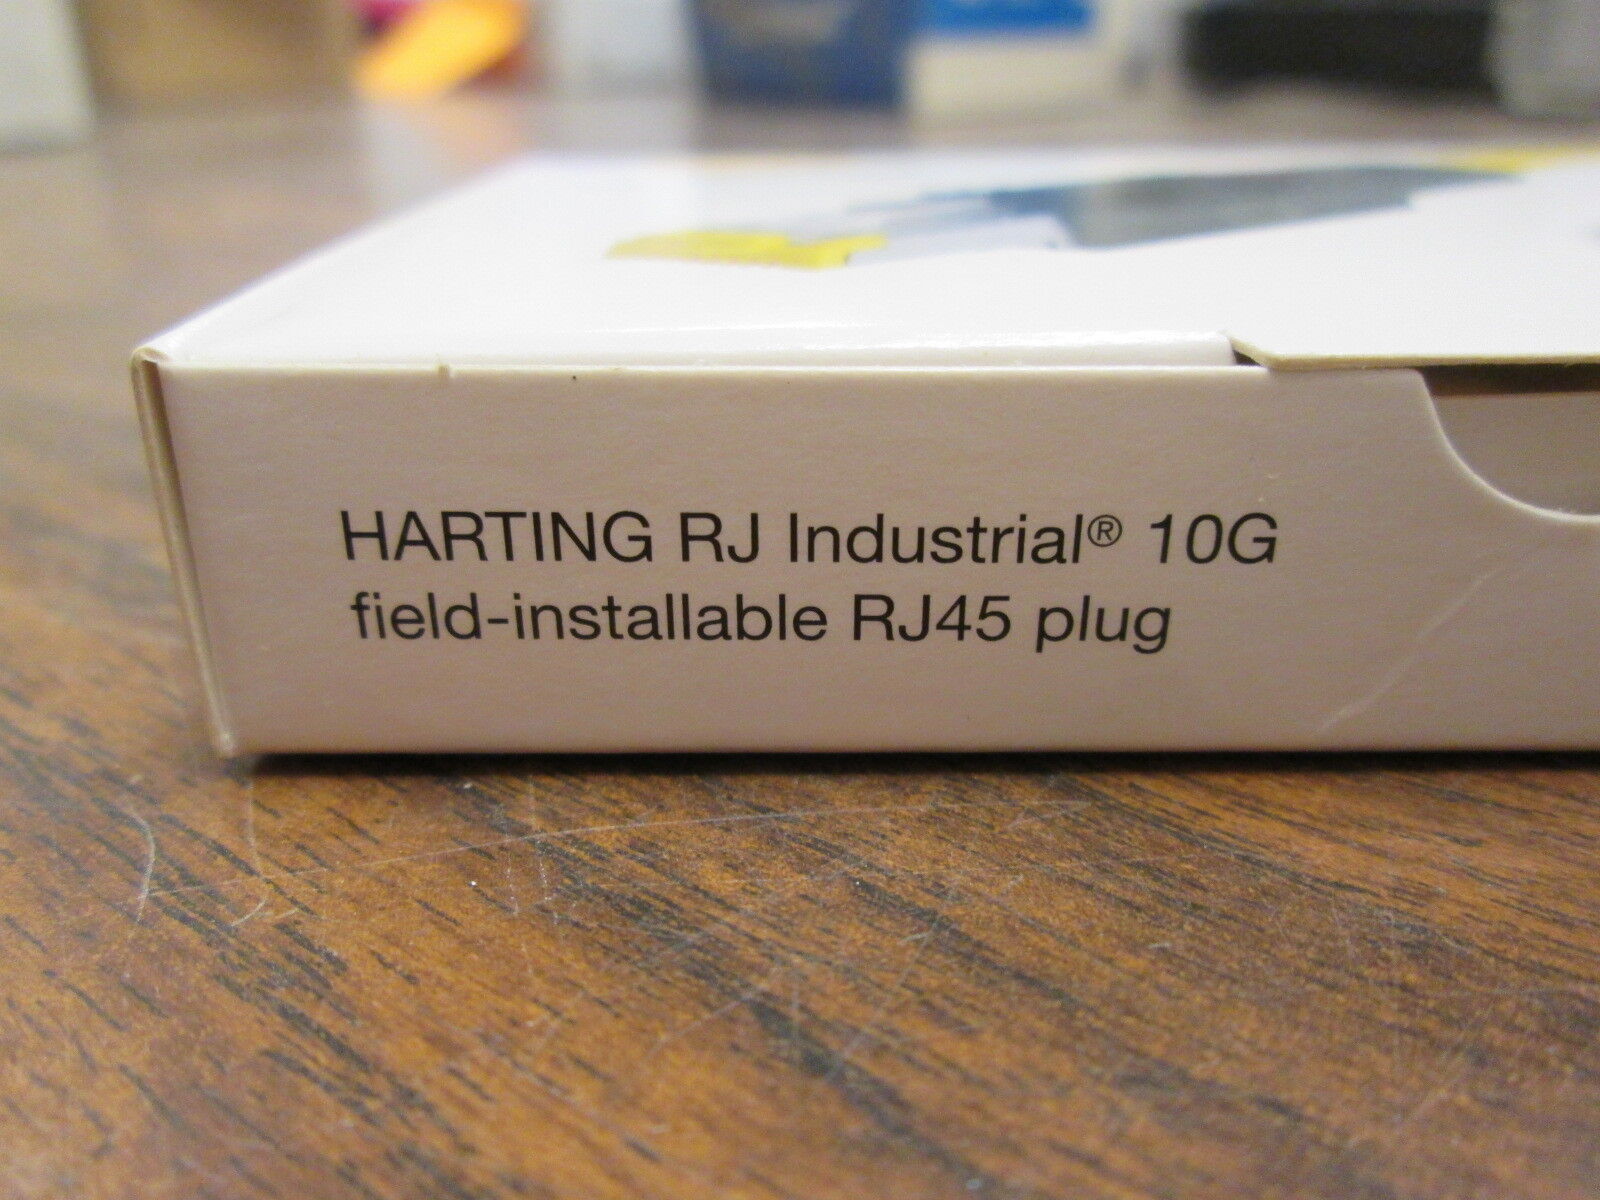 HARTING RJ Industrial® 10G
field-installable RJ45 plug